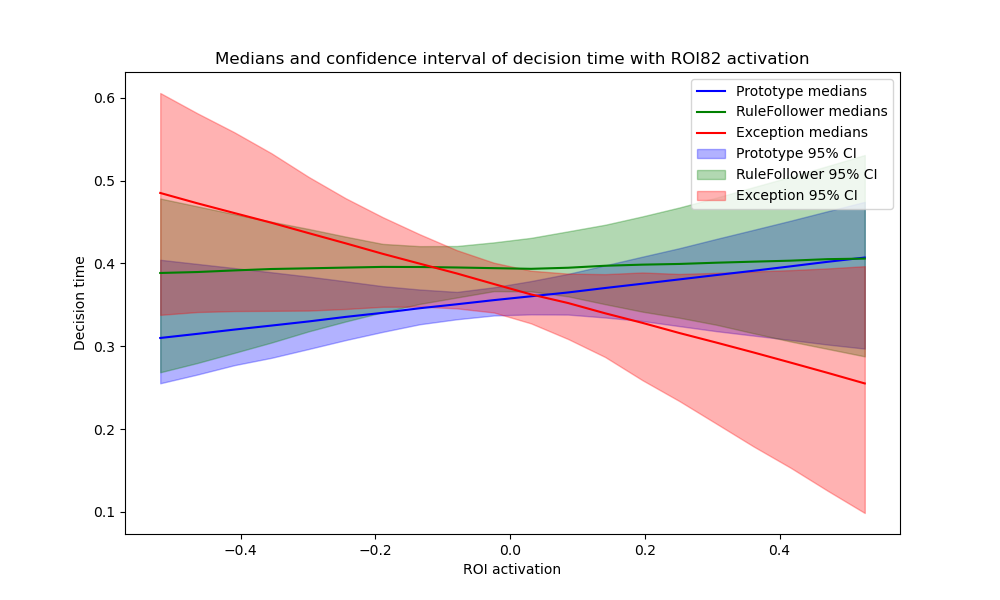 Medians and confidence interval of decision time with ROI82 activation
Prototype medians
RuleFollower medians
Exception medians
Prototype 95% CI
RuleFollower 95% CI
Exception 95% CI
Decision time
0.6
0.5
0.4
0.3
0.2
0.1
−0.4 −0.2 0.0 0.2 0.4
ROI activation